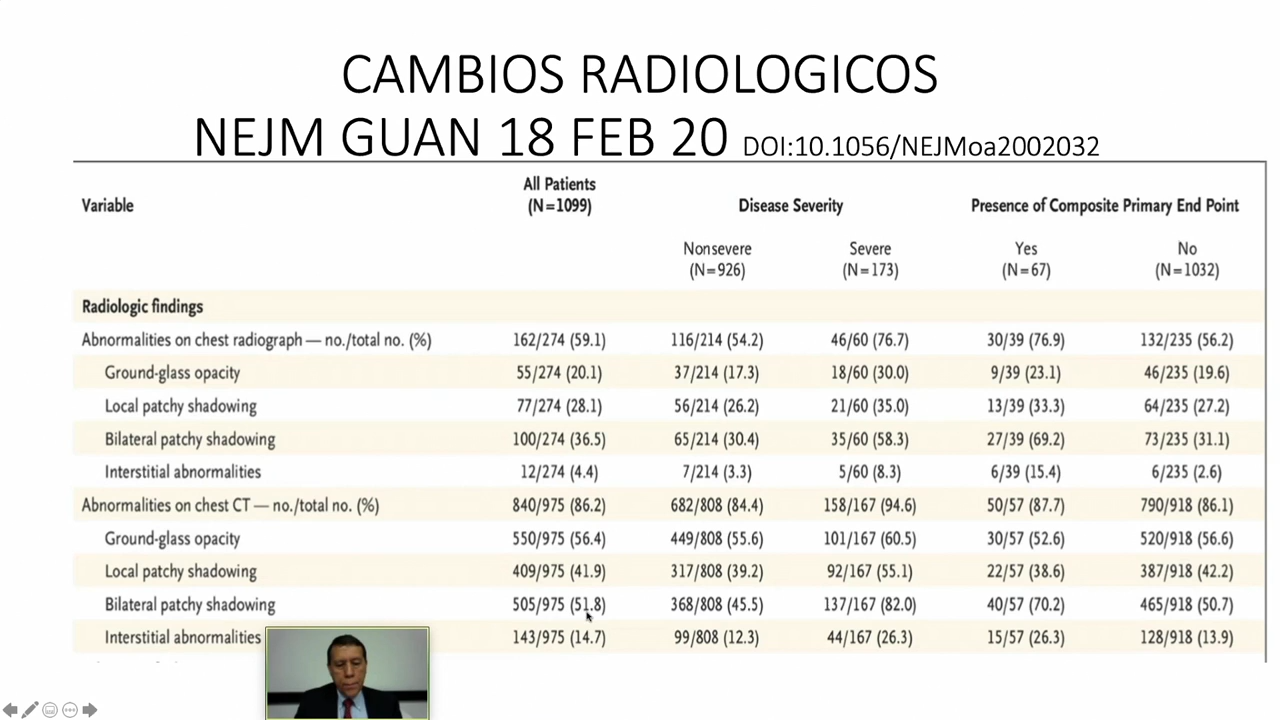 CAMBIOS RADIOLOGICOS
NEJM GUAN 18 FEB 20 DOI:10.1056/NEJMoa2002032
Variable All Patients (N=1099) Disease Severity Presence of Composite Primary End Point
Nonsevere (N=926) Severe (N=173) Yes (N=67) No (N=1032)
Radiologic findings
Abnormalities on chest radiograph — no./total no. (%) 162/274 (59.1) 116/214 (54.2) 46/60 (76.7) 30/39 (76.9) 132/235 (56.2)
Ground-glass opacity 55/274 (20.1) 37/214 (17.3) 18/60 (30.0) 9/39 (23.1) 46/235 (19.6)
Local patchy shadowing 77/274 (28.1) 56/214 (26.2) 21/60 (35.0) 13/39 (33.3) 64/235 (27.2)
Bilateral patchy shadowing 100/274 (36.5) 65/214 (30.4) 35/60 (58.3) 27/39 (69.2) 73/235 (31.1)
Interstitial abnormalities 12/274 (4.4) 7/214 (3.3) 5/60 (8.3) 6/39 (15.4) 6/235 (2.6)
Abnormalities on chest CT — no./total no. (%) 840/975 (86.2) 682/808 (84.4) 158/167 (94.6) 50/57 (87.7) 790/918 (86.1)
Ground-glass opacity 550/975 (56.4) 449/808 (55.6) 101/167 (60.5) 30/57 (52.6) 520/918 (56.6)
Local patchy shadowing 409/975 (41.9) 317/808 (39.2) 92/167 (55.1) 22/57 (38.6) 387/918 (42.2)
Bilateral patchy shadowing 505/975 (51.8) 368/808 (45.5) 137/167 (82.0) 40/57 (70.2) 465/918 (50.7)
Interstitial abnormalities 143/975 (14.7) 99/808 (12.3) 44/167 (26.3) 15/57 (26.3) 128/918 (13.9)